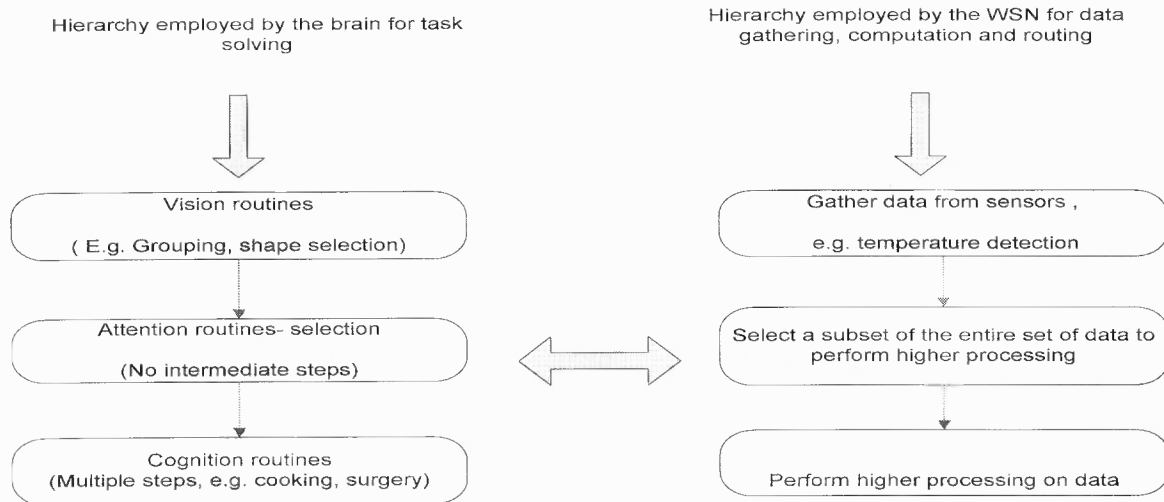 Hierarchy employed by the brain for task
solving
Vision routines
( E.g. Grouping, shape selection)
Attention routines- selection
(No intermediate steps)
Cognition routines
(Multiple steps, e.g. cooking, surgery)
Hierarchy employed by the WSN for data
gathering, computation and routing
Gather data from sensors ,
e.g. temperature detection
Select a subset of the entire set of data to
perform higher processing
Perform higher processing on data